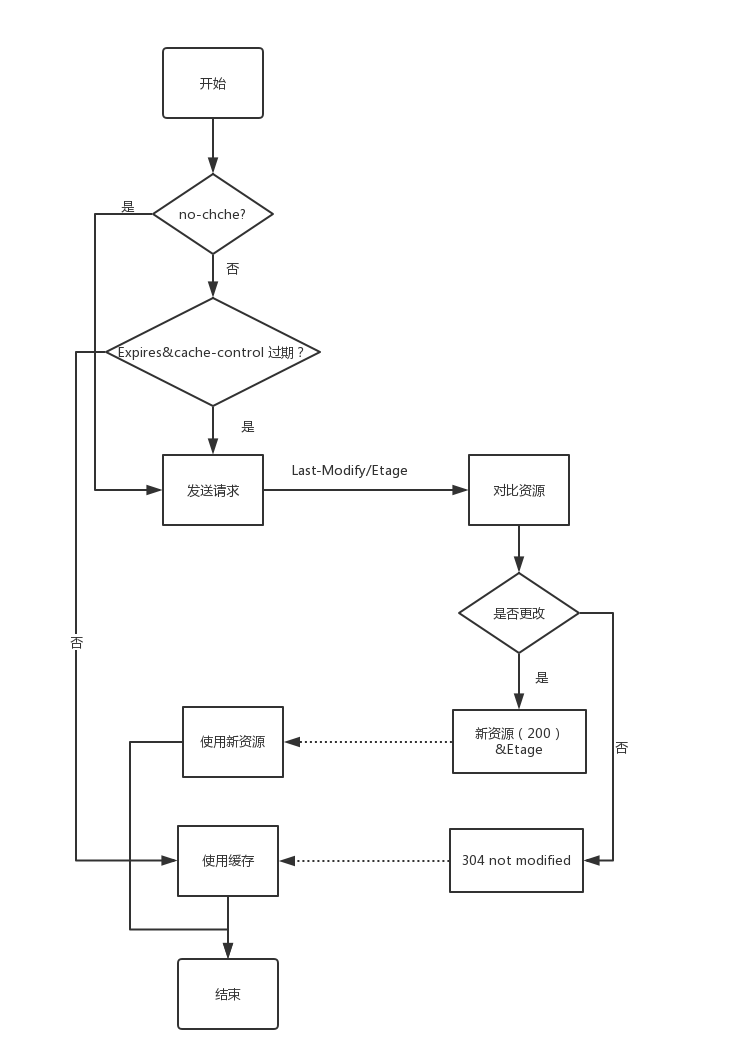 开始
no-chche?
是
否
Expires&cache-control 过期？
是
发送请求
Last-Modify/Etage
对比资源
是否更改
否
是
使用新资源
新资源（200）
&Etage
否
使用缓存
304 not modified
结束